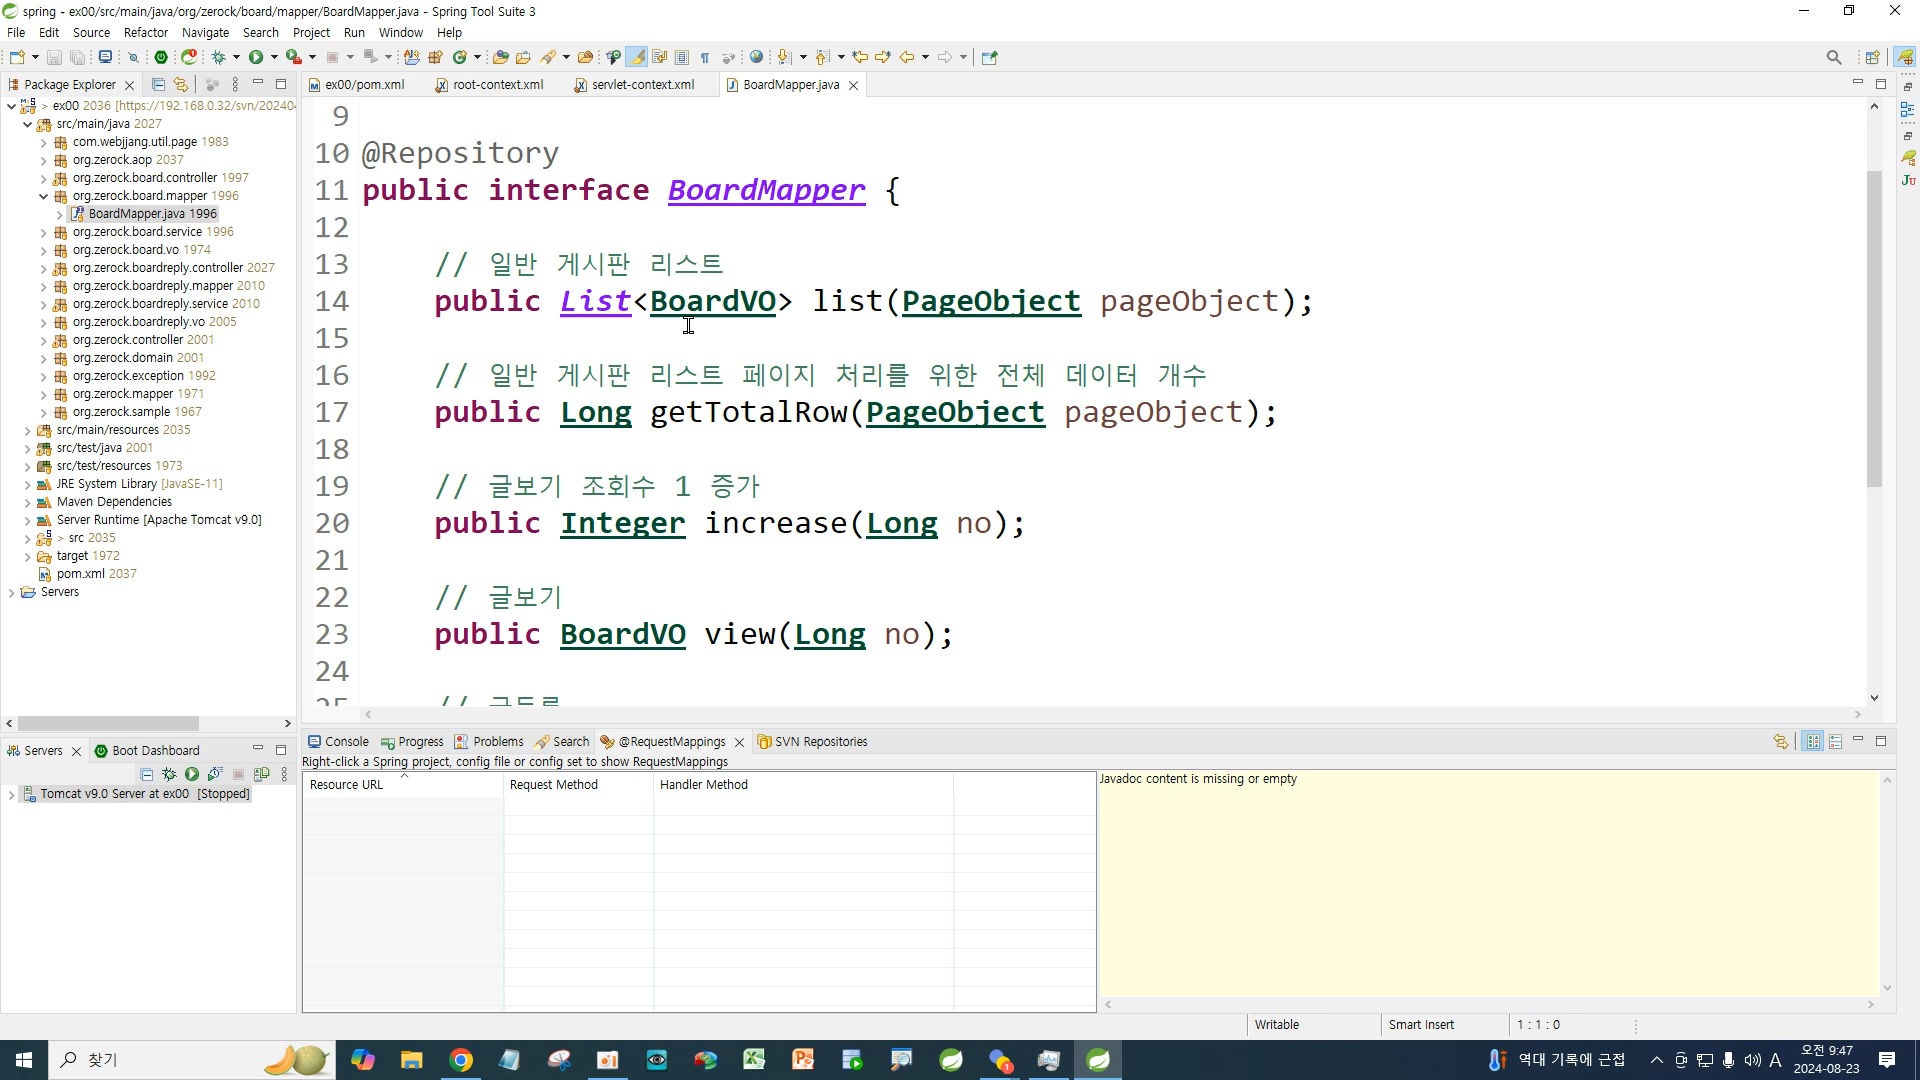 spring - ex00/src/main/java/org/zerock/board/mapper/BoardMapper.java - Spring Tool Suite 3
File Edit Source Refactor Navigate Search Project Run Window Help
Package Explorer
ex00 2036 [https://192.168.0.32/svn/20240
src/main/java 2027
com.webjjang.util.page 1983
org.zerock.aop 2037
org.zerock.board.controller 1997
org.zerock.board.mapper 1996
BoardMapper.java 1996
org.zerock.board.service 1996
org.zerock.board.vo 1974
org.zerock.boardreply.controller 2027
org.zerock.boardreply.mapper 2010
org.zerock.boardreply.service 2010
org.zerock.boardreply.vo 2005
org.zerock.controller 2001
org.zerock.domain 2001
org.zerock.exception 1992
org.zerock.mapper 1971
org.zerock.sample 1967
src/main/resources 2035
src/test/java 2001
src/test/resources 1973
JRE System Library [JavaSE-11]
Maven Dependencies
Server Runtime [Apache Tomcat v9.0]
> src 2035
target 1972
pom.xml 2037
Servers
ex00/pom.xml root-context.xml servlet-context.xml BoardMapper.java
9
10 @Repository
11 public interface BoardMapper {
12
13 // 일반 게시판 리스트
14 public List<BoardVO> list(PageObject pageObject);
15
16 // 일반 게시판 리스트 페이지 처리를 위한 전체 데이터 개수
17 public Long getTotalRow(PageObject pageObject);
18
19 // 글보기 조회수 1 증가
20 public Integer increase(Long no);
21
22 // 글보기
23 public BoardVO view(Long no);
24
Servers Boot Dashboard
Tomcat v9.0 Server at ex00 [Stopped]
Console Progress Problems Search @RequestMappings SVN Repositories
Right-click a Spring project, config file or config set to show RequestMappings
Resource URL Request Method Handler Method
Javadoc content is missing or empty
Writable Smart Insert 1 : 1 : 0
찾기
역대 기록에 근접
A
오전 9:47
2024-08-23